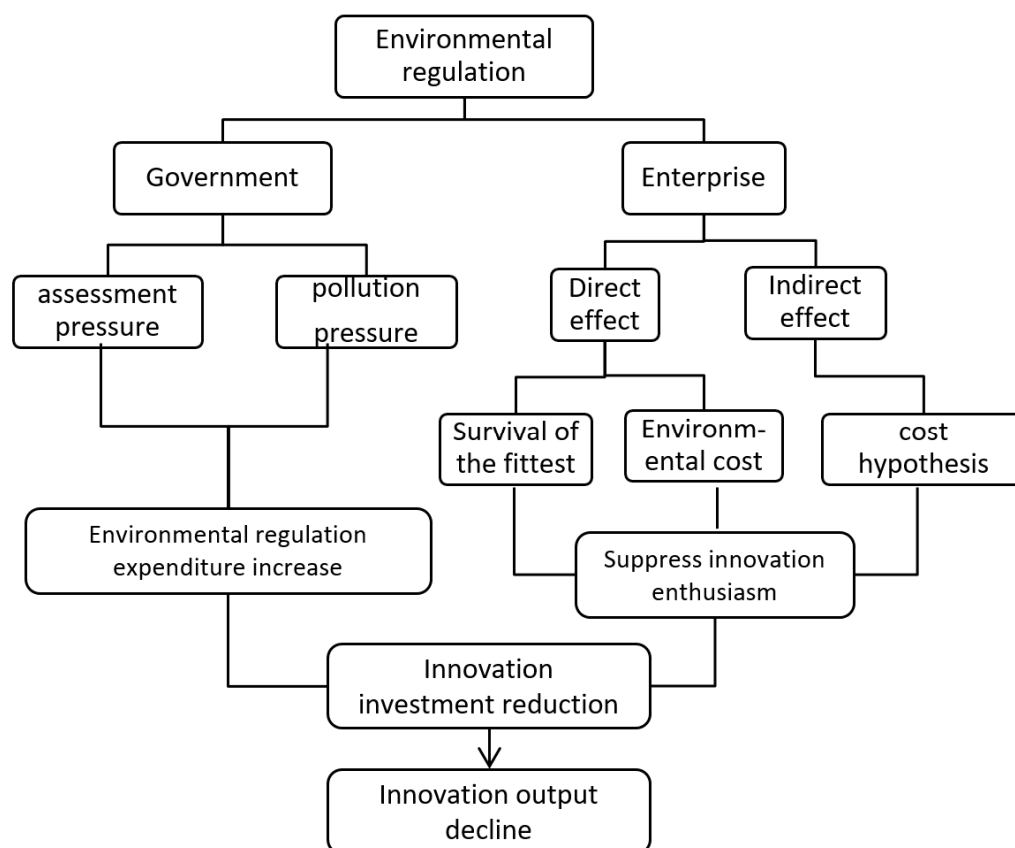 Environmental
regulation
Government
Enterprise
assessment
pressure
pollution
pressure
Direct
effect
Indirect
effect
Survival of
the fittest
Environm-
ental cost
cost
hypothesis
Environmental regulation
expenditure increase
Suppress innovation
enthusiasm
Innovation
investment reduction
Innovation output
decline